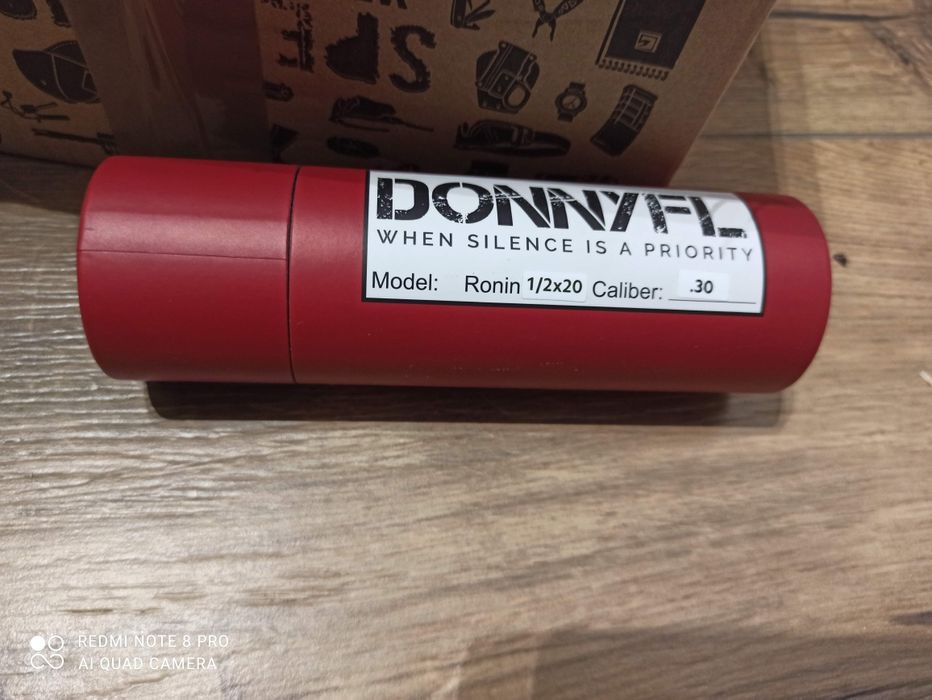 DONNYFL
WHEN SILENCE IS A PRIORITY
Model: Ronin 1/2x20 Caliber: .30
REDMI NOTE 8 PRO
AI QUAD CAMERA